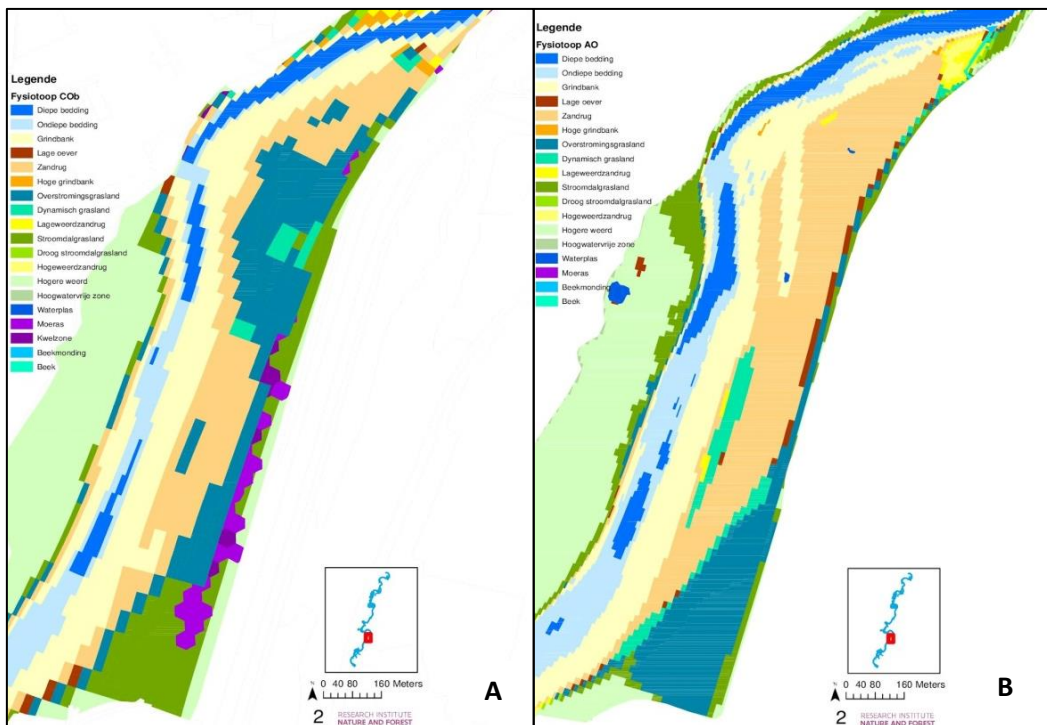 Legende
Fysiotoop COb
Diepe bedding
Ondiepe bedding
Grindbank
Lage oever
Zandrug
Hoge grindbank
Overstromingsgrasland
Dynamisch grasland
Lageweerdzandrug
Stroomdalgrasland
Droog stroomdalgrasland
Hogeweerdzandrug
Hogere weerd
Hoogwatervrije zone
Waterplas
Moeras
Kwelzone
Beekmonding
Beek
N
0 40 80 160 Meters
2
RESEARCH INSTITUTE
NATURE AND FOREST
A
Legende
Fysiotoop AO
Diepe bedding
Ondiepe bedding
Grindbank
Lage oever
Zandrug
Hoge grindbank
Overstromingsgrasland
Dynamisch grasland
Lageweerdzandrug
Stroomdalgrasland
Droog stroomdalgrasland
Hogeweerdzandrug
Hogere weerd
Hoogwatervrije zone
Waterplas
Moeras
Beekmonding
Beek
N
0 40 80 160 Meters
2
RESEARCH INSTITUTE
NATURE AND FOREST
B